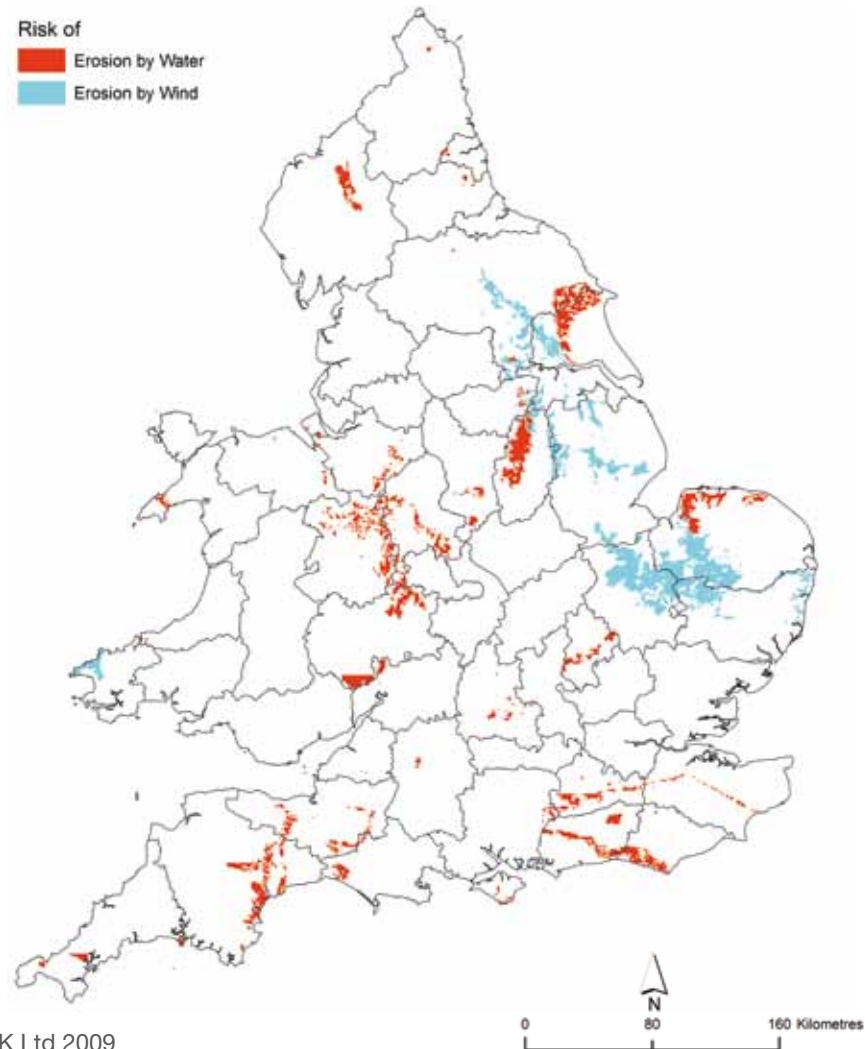 Risk of
Erosion by Water
Erosion by Wind
N
0 80 160 Kilometres
K Ltd 2009